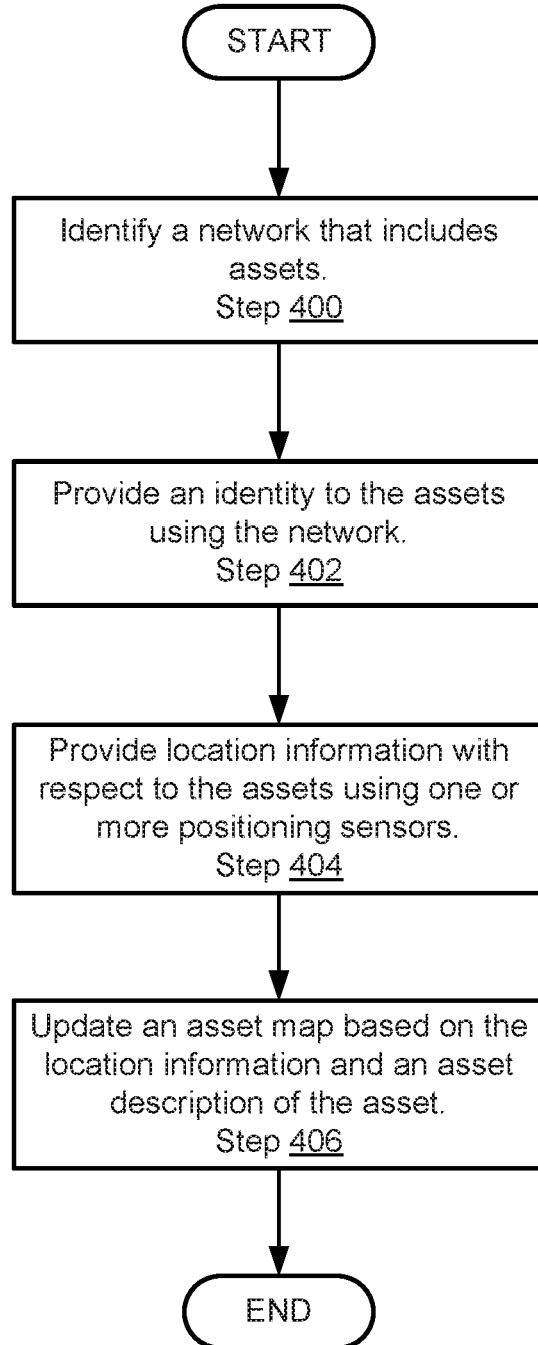 START
Identify a network that includes
assets.
Step 400
Provide an identity to the assets
using the network.
Step 402
Provide location information with
respect to the assets using one or
more positioning sensors.
Step 404
Update an asset map based on the
location information and an asset
description of the asset.
Step 406
END